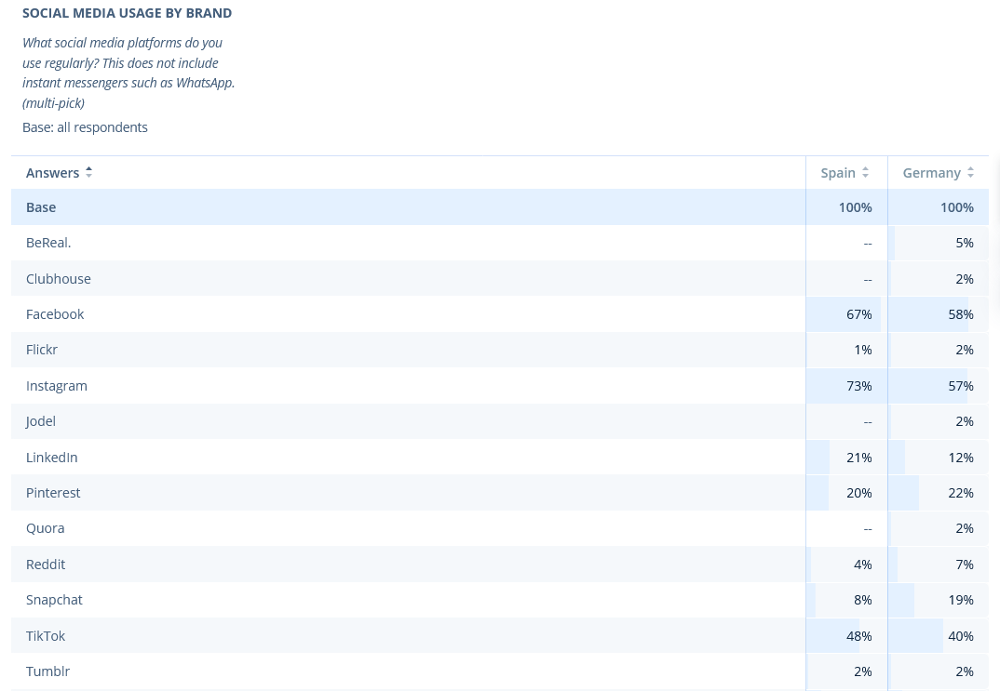 SOCIAL MEDIA USAGE BY BRAND
What social media platforms do you
use regularly? This does not include
instant messengers such as WhatsApp.
(multi-pick)
Base: all respondents
Answers Spain Germany
Base 100% 100%
BeReal. -- 5%
Clubhouse -- 2%
Facebook 67% 58%
Flickr 1% 2%
Instagram 73% 57%
Jodel -- 2%
LinkedIn 21% 12%
Pinterest 20% 22%
Quora -- 2%
Reddit 4% 7%
Snapchat 8% 19%
TikTok 48% 40%
Tumblr 2% 2%